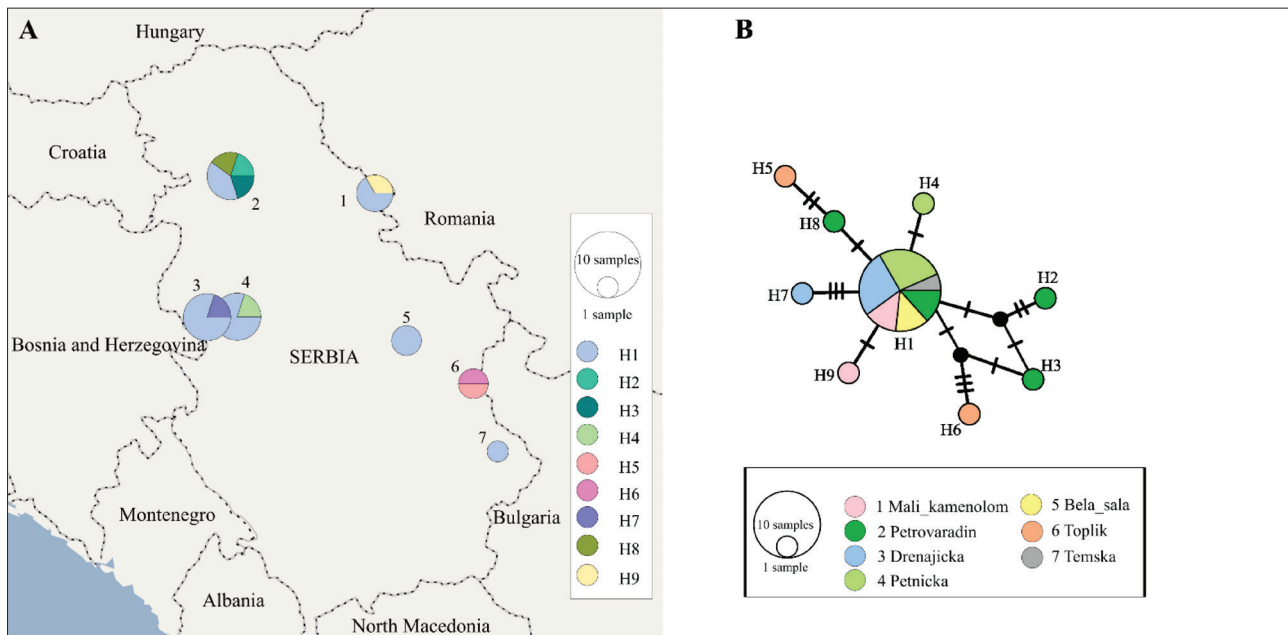 A
Hungary
Croatia
2
1
Romania
3
4
Bosnia and Herzegovina
SERBIA
5
6
7
Montenegro
Bulgaria
Albania
North Macedonia
10 samples
1 sample
H1
H2
H3
H4
H5
H6
H7
H8
H9
B
H5
H4
H8
H2
H7
H1
H3
H9
H6
10 samples
1 sample
1 Mali_kamenolom
2 Petrovaradin
3 Drenajicka
4 Petnicka
5 Bela_sala
6 Toplik
7 Temska